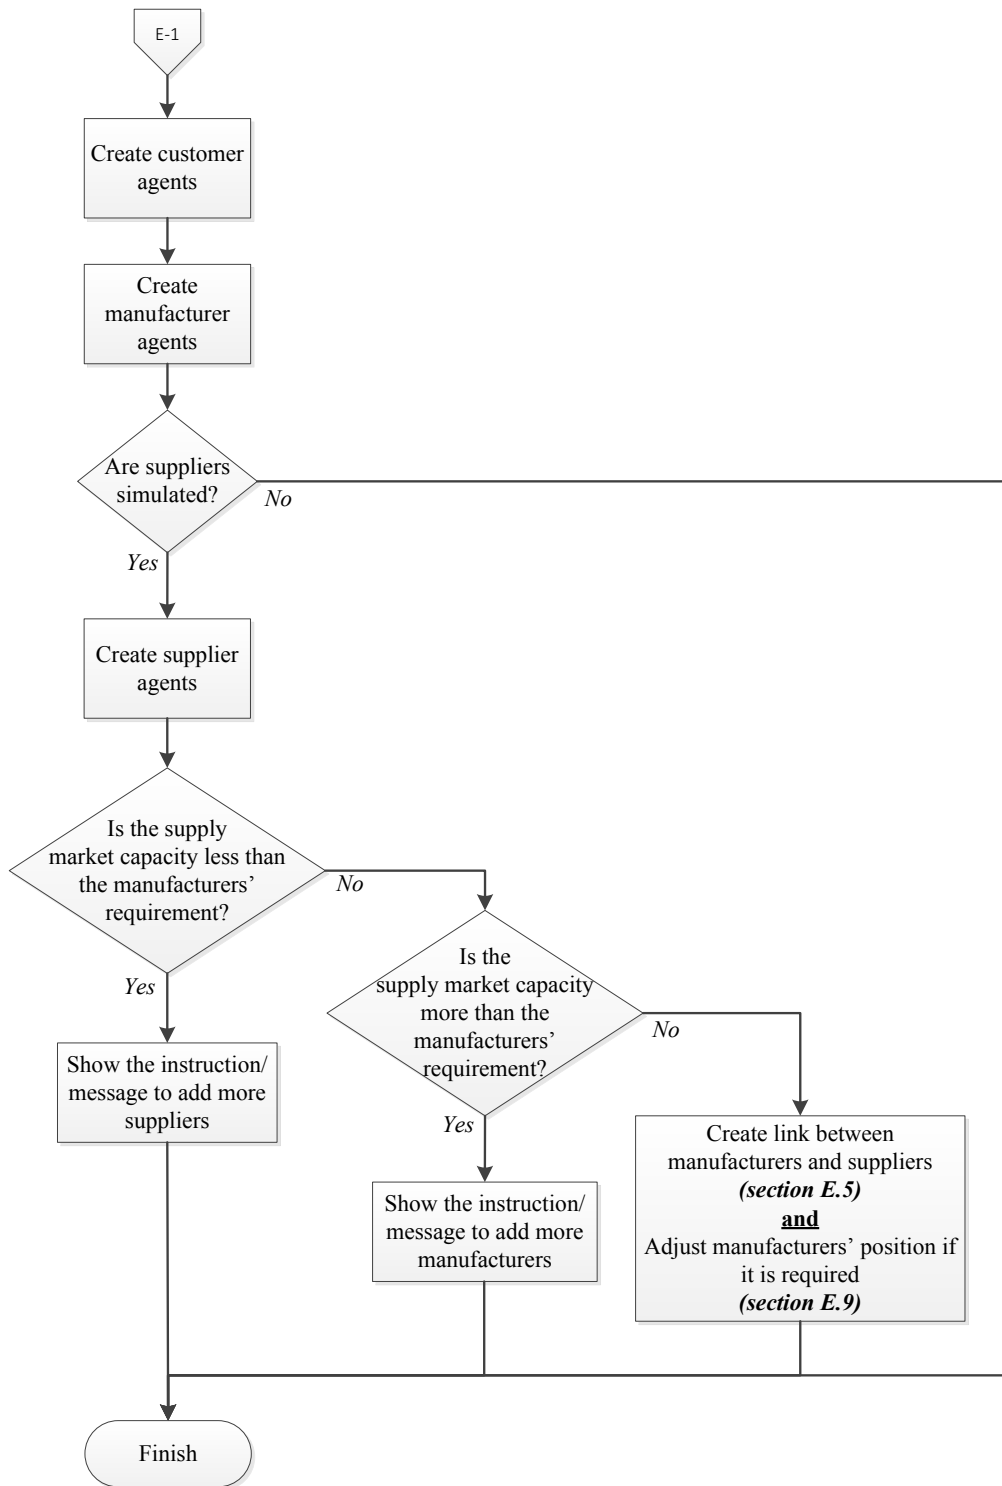 E-1
Create customer
agents
Create
manufacturer
agents
Are suppliers
simulated?
No
Yes
Create supplier
agents
Is the supply
market capacity less than
the manufacturers’
requirement?
No
Yes
Is the
supply market capacity
more than the
manufacturers’
requirement?
No
Yes
Show the instruction/
message to add more
suppliers
Show the instruction/
message to add more
manufacturers
Create link between
manufacturers and suppliers
(section E.5)
and
Adjust manufacturers’ position if
it is required
(section E.9)
Finish